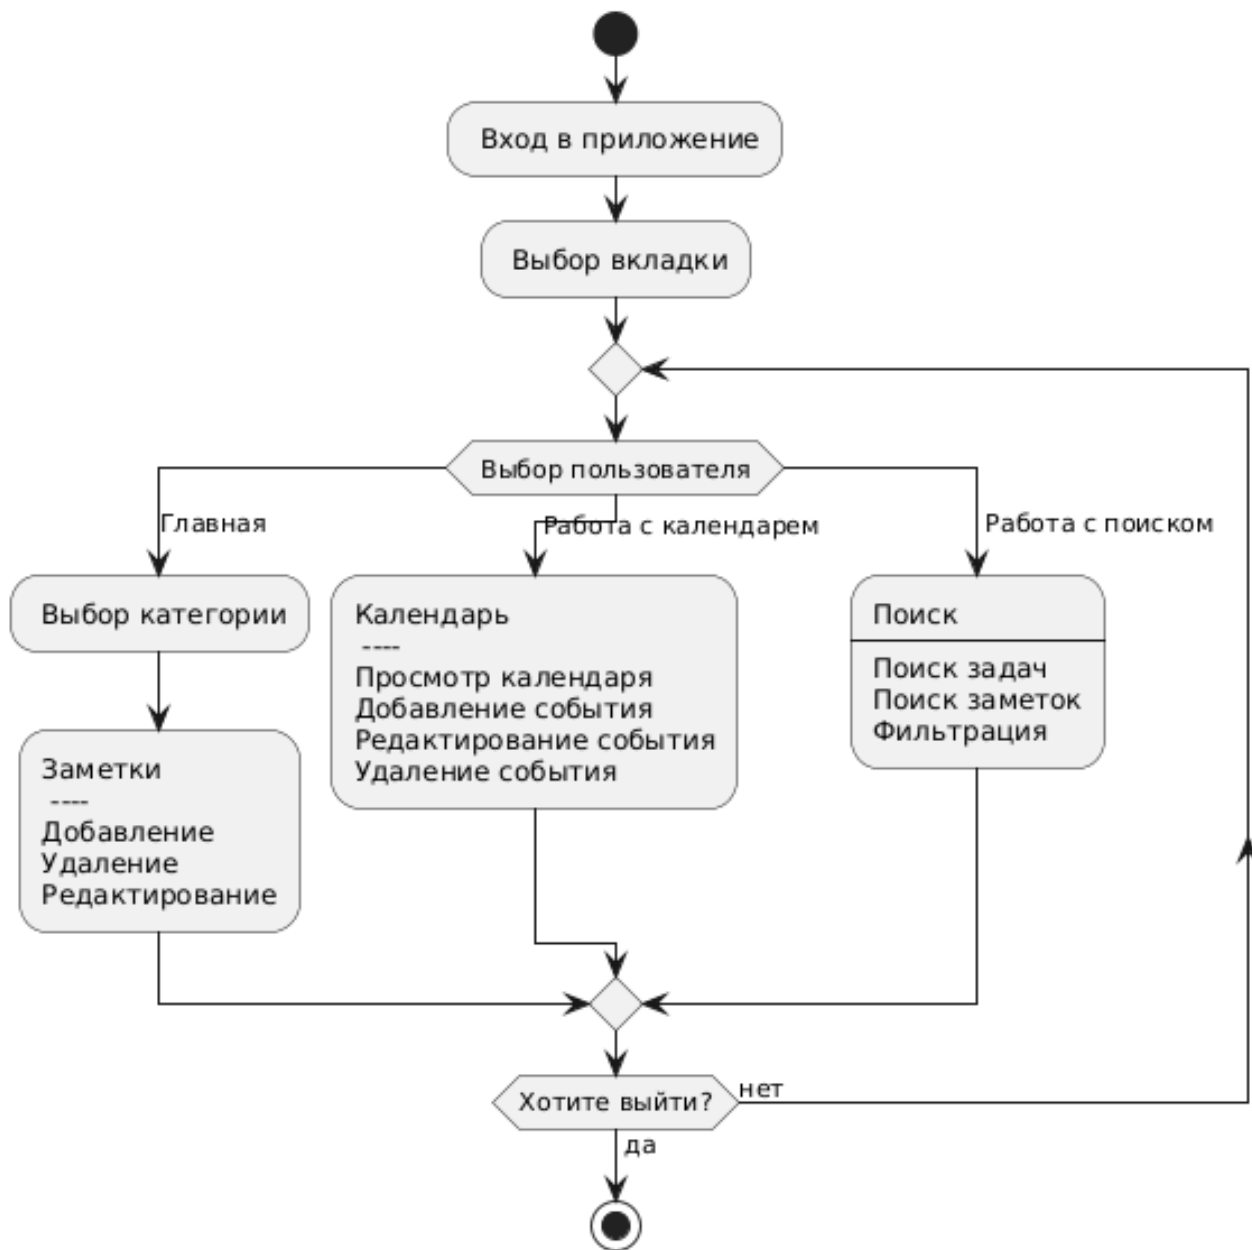 Вход в приложение
Выбор вкладки
Выбор пользователя
Главная
Работа с календарем
Работа с поиском
Выбор категории
Заметки
----
Добавление
Удаление
Редактирование
Календарь
----
Просмотр календаря
Добавление события
Редактирование события
Удаление события
Поиск
Поиск задач
Поиск заметок
Фильтрация
Хотите выйти?
нет
да